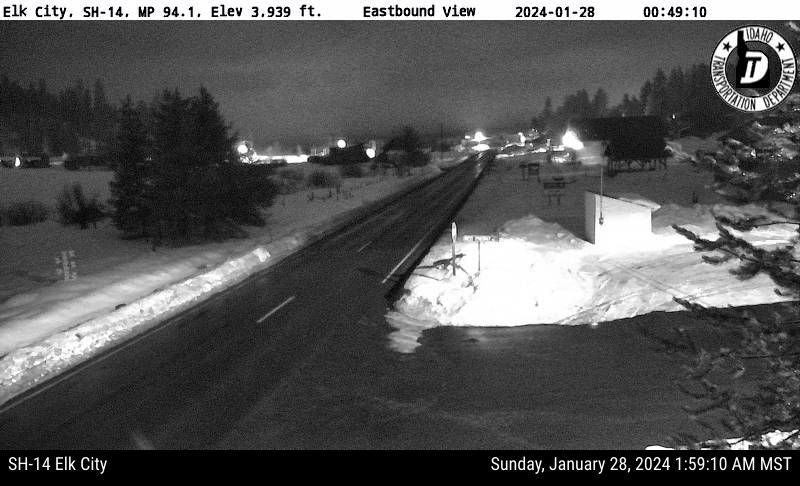 Elk City, SH-14, MP 94.1, Elev 3,939 ft. Eastbound View 2024-01-28 00:49:10
IDAHO
TRANSPORTATION DEPARTMENT
SH-14 Elk City Sunday, January 28, 2024 1:59:10 AM MST